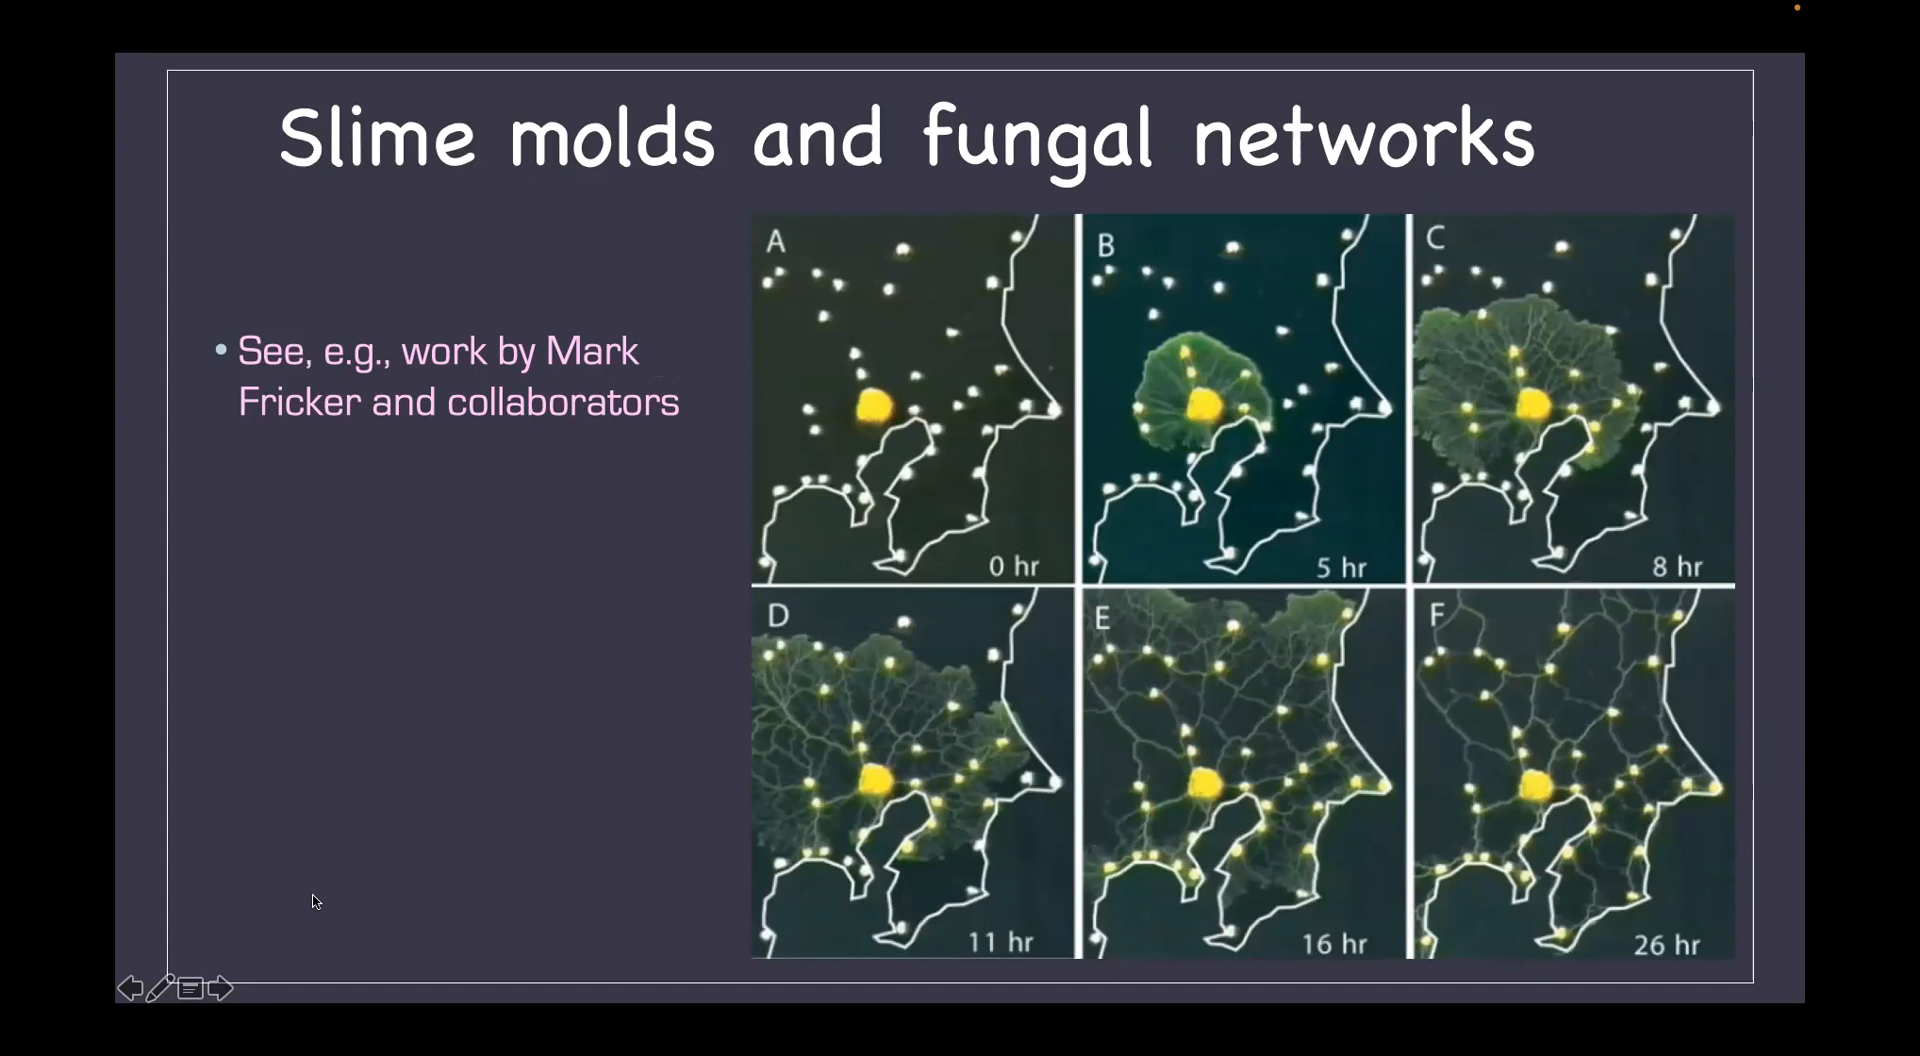 Slime molds and fungal networks
• See, e.g., work by Mark
Fricker and collaborators
A
0 hr
B
5 hr
C
8 hr
D
11 hr
E
16 hr
F
26 hr